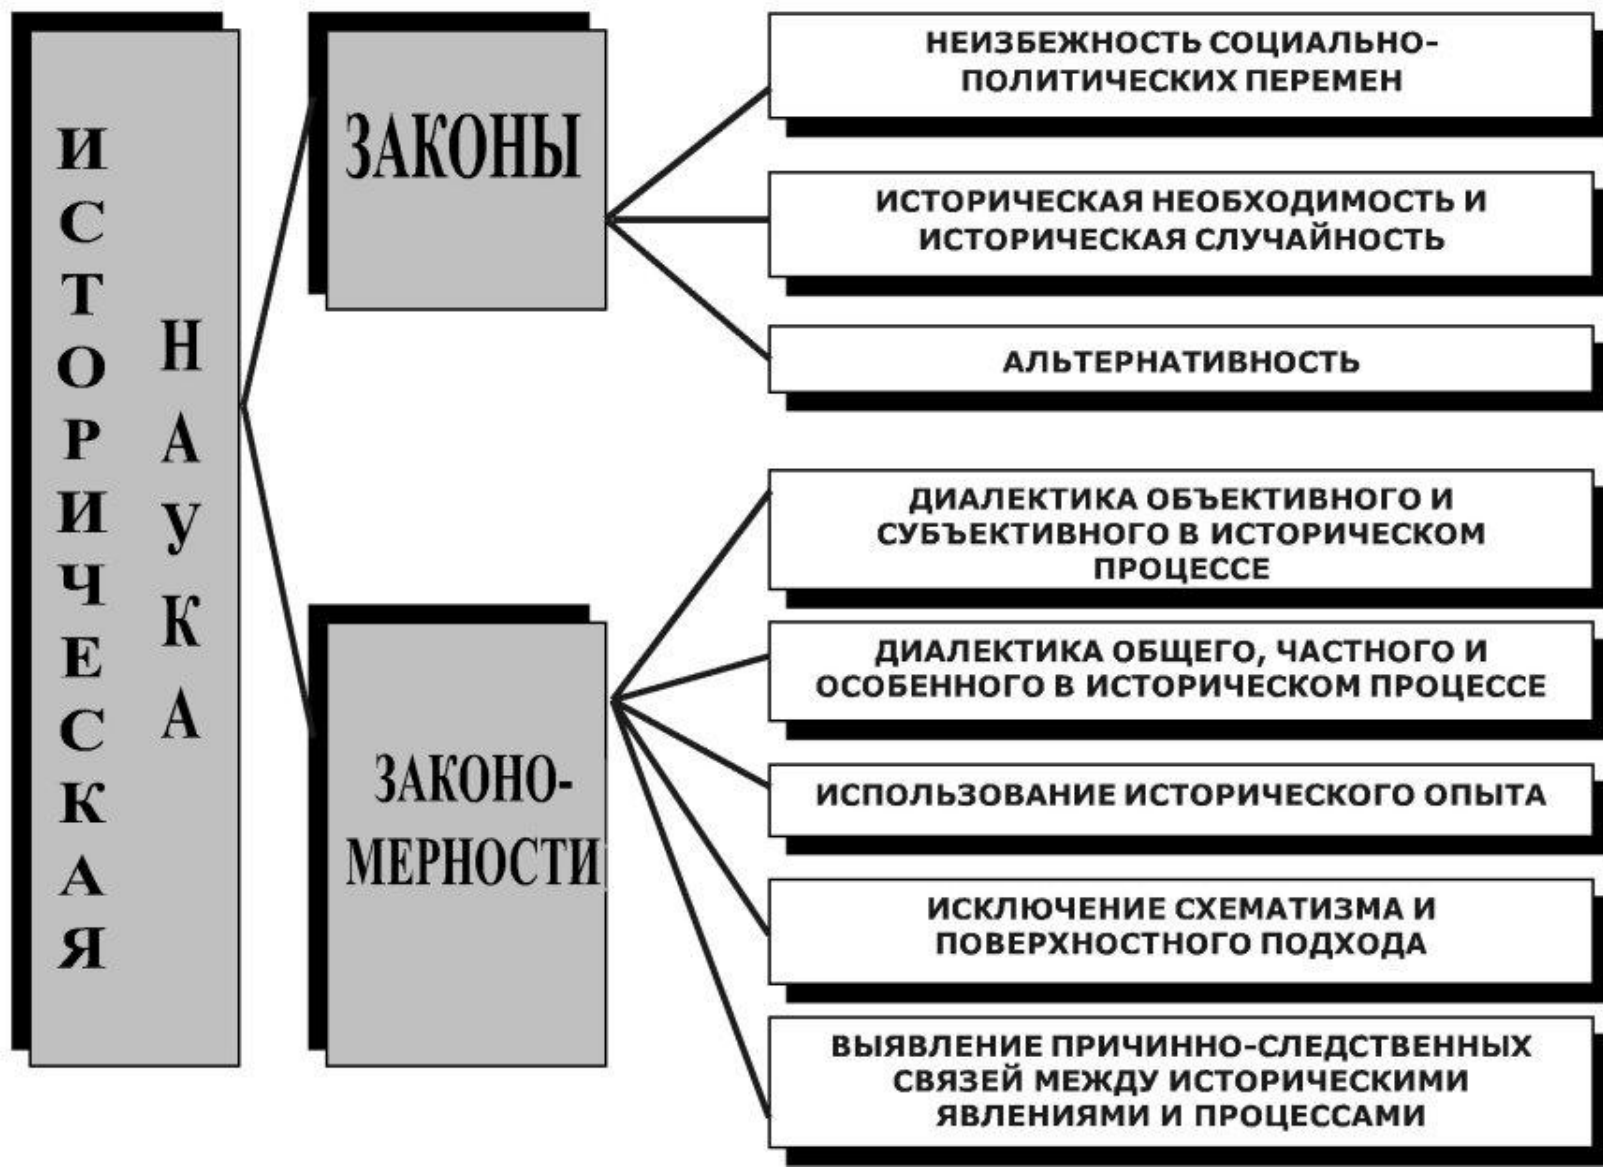 ИСТОРИЧЕСКАЯ
НАУКА
ЗАКОНЫ
НЕИЗБЕЖНОСТЬ СОЦИАЛЬНО-
ПОЛИТИЧЕСКИХ ПЕРЕМЕН
ИСТОРИЧЕСКАЯ НЕОБХОДИМОСТЬ И
ИСТОРИЧЕСКАЯ СЛУЧАЙНОСТЬ
АЛЬТЕРНАТИВНОСТЬ
ЗАКОНО-
МЕРНОСТИ
ДИАЛЕКТИКА ОБЪЕКТИВНОГО И
СУБЪЕКТИВНОГО В ИСТОРИЧЕСКОМ
ПРОЦЕССЕ
ДИАЛЕКТИКА ОБЩЕГО, ЧАСТНОГО И
ОСОБЕННОГО В ИСТОРИЧЕСКОМ ПРОЦЕССЕ
ИСПОЛЬЗОВАНИЕ ИСТОРИЧЕСКОГО ОПЫТА
ИСКЛЮЧЕНИЕ СХЕМАТИЗМА И
ПОВЕРХНОСТНОГО ПОДХОДА
ВЫЯВЛЕНИЕ ПРИЧИННО-СЛЕДСТВЕННЫХ
СВЯЗЕЙ МЕЖДУ ИСТОРИЧЕСКИМИ
ЯВЛЕНИЯМИ И ПРОЦЕССАМИ